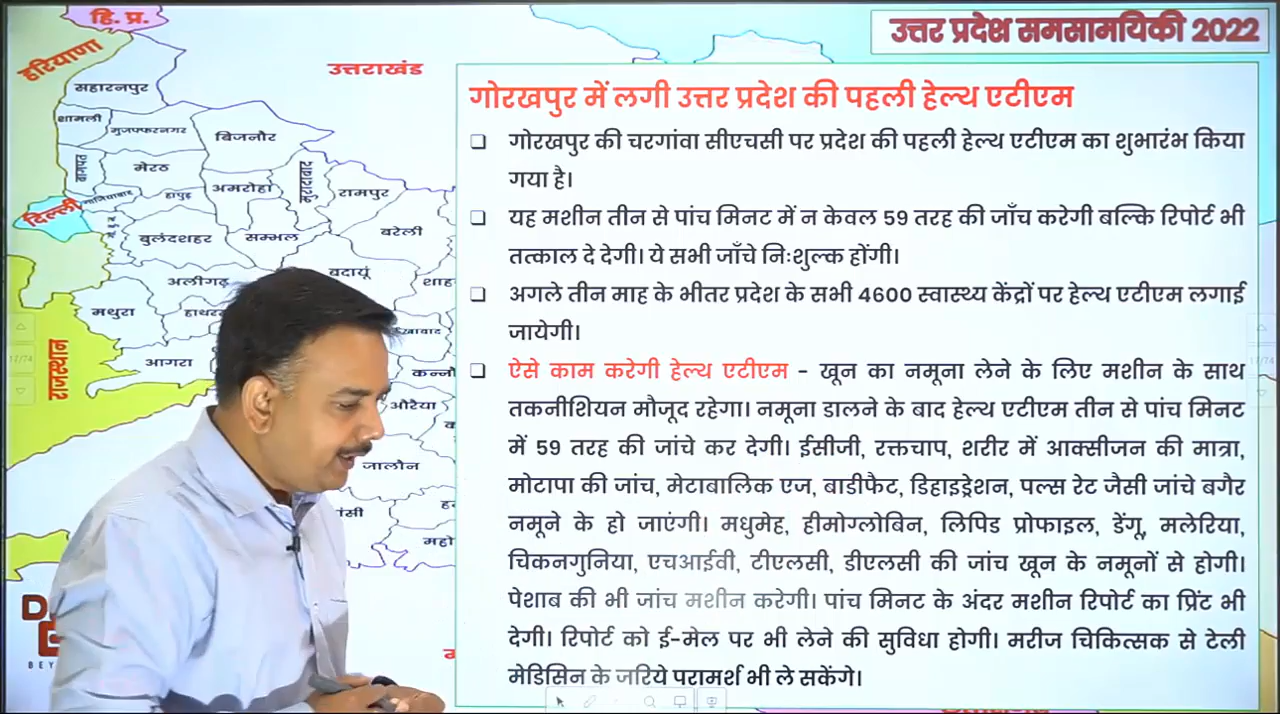 हि. प्र.
उत्तर प्रदेश समसामयिकी 2022
हरियाणा
उत्तराखंड
सहारनपुर
शामली
मुजफ्फरनगर
बिजनौर
बागपत
मेरठ
मुरादाबाद
अमरोहा
रामपुर
गाजियाबाद
हापुड़
दिल्ली
बुलंदशहर
सम्भल
बरेली
बदायूं
अलीगढ़
शाह
मथुरा
हाथर
खाबाद
राजस्थान
आगरा
कन्नौ
औरैया
जालौन
महो
गोरखपुर में लगी उत्तर प्रदेश की पहली हेल्थ एटीएम
❑ गोरखपुर की चरगांवा सीएचसी पर प्रदेश की पहली हेल्थ एटीएम का शुभारंभ किया
गया है।
❑ यह मशीन तीन से पांच मिनट में न केवल 59 तरह की जाँच करेगी बल्कि रिपोर्ट भी
तत्काल दे देगी। ये सभी जाँचे निःशुल्क होंगी।
❑ अगले तीन माह के भीतर प्रदेश के सभी 4600 स्वास्थ्य केंद्रों पर हेल्थ एटीएम लगाई
जायेगी।
❑ ऐसे काम करेगी हेल्थ एटीएम - खून का नमूना लेने के लिए मशीन के साथ
तकनीशियन मौजूद रहेगा। नमूना डालने के बाद हेल्थ एटीएम तीन से पांच मिनट
में 59 तरह की जांचे कर देगी। ईसीजी, रक्तचाप, शरीर में आक्सीजन की मात्रा,
मोटापा की जांच, मेटाबालिक एज, बाडीफैट, डिहाइड्रेशन, पल्स रेट जैसी जांचे बगैर
नमूने के हो जाएंगी। मधुमेह, हीमोग्लोबिन, लिपिड प्रोफाइल, डेंगू, मलेरिया,
चिकनगुनिया, एचआईवी, टीएलसी, डीएलसी की जांच खून के नमूनों से होगी।
पेशाब की भी जांच मशीन करेगी। पांच मिनट के अंदर मशीन रिपोर्ट का प्रिंट भी
देगी। रिपोर्ट को ई-मेल पर भी लेने की सुविधा होगी। मरीज चिकित्सक से टेली
मेडिसिन के जरिये परामर्श भी ले सकेंगे।
17/74